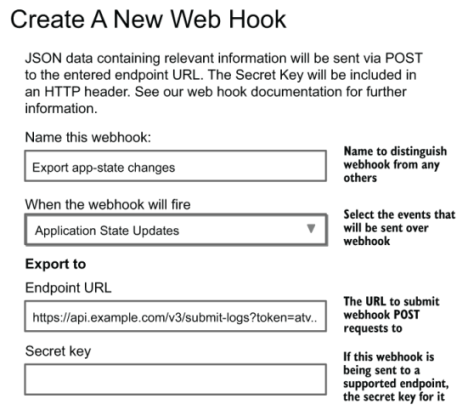 Create A New Web Hook
JSON data containing relevant information will be sent via POST
to the entered endpoint URL. The Secret Key will be included in
an HTTP header. See our web hook documentation for further
information.
Name this webhook:
Export app-state changes
Name to distinguish
webhook from any
others
When the webhook will fire
Application State Updates
Select the events that
will be sent over
webhook
Export to
Endpoint URL
https://api.example.com/v3/submit-logs?token=atv..
The URL to submit
webhook POST
requests to
Secret key
If this webhook is
being sent to a
supported endpoint,
the secret key for it